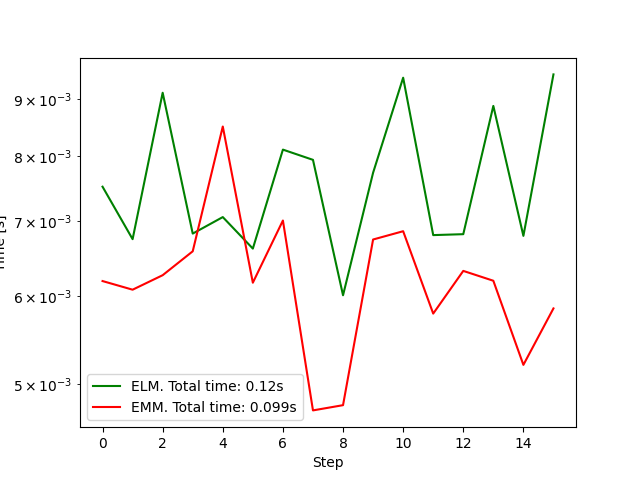 9 × 10⁻³
8 × 10⁻³
7 × 10⁻³
6 × 10⁻³
5 × 10⁻³
[s]
ELM. Total time: 0.12s
EMM. Total time: 0.099s
0 2 4 6 8 10 12 14
Step